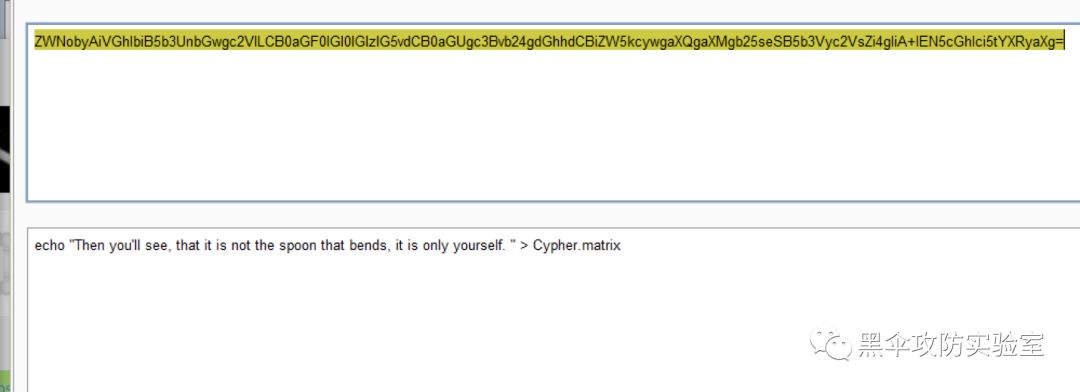 ZWNobyAiVGhlbiB5b3UnbGwgc2VlLCB0aGF0IGl0IGlzIG5vdCB0aGUgc3Bvb24gdGhhdCBiZW5kcywgaXQgaXMgb25seSB5b3Vyc2VsZi4gIiA+IEN5cGhlci5tYXRyaXg=
echo "Then you'll see, that it is not the spoon that bends, it is only yourself. " > Cypher.matrix
黑伞攻防实验室